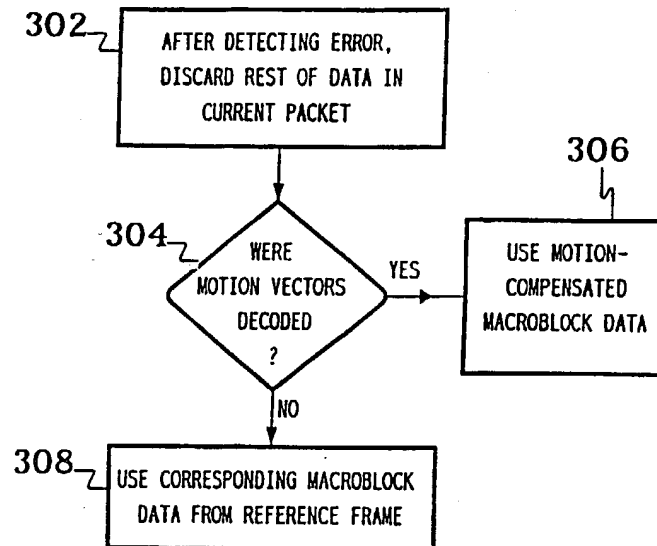 302
AFTER DETECTING ERROR,
DISCARD REST OF DATA IN
CURRENT PACKET
304
WERE
MOTION VECTORS
DECODED
?
YES
306
USE MOTION-
COMPENSATED
MACROBLOCK DATA
NO
308
USE CORRESPONDING MACROBLOCK
DATA FROM REFERENCE FRAME